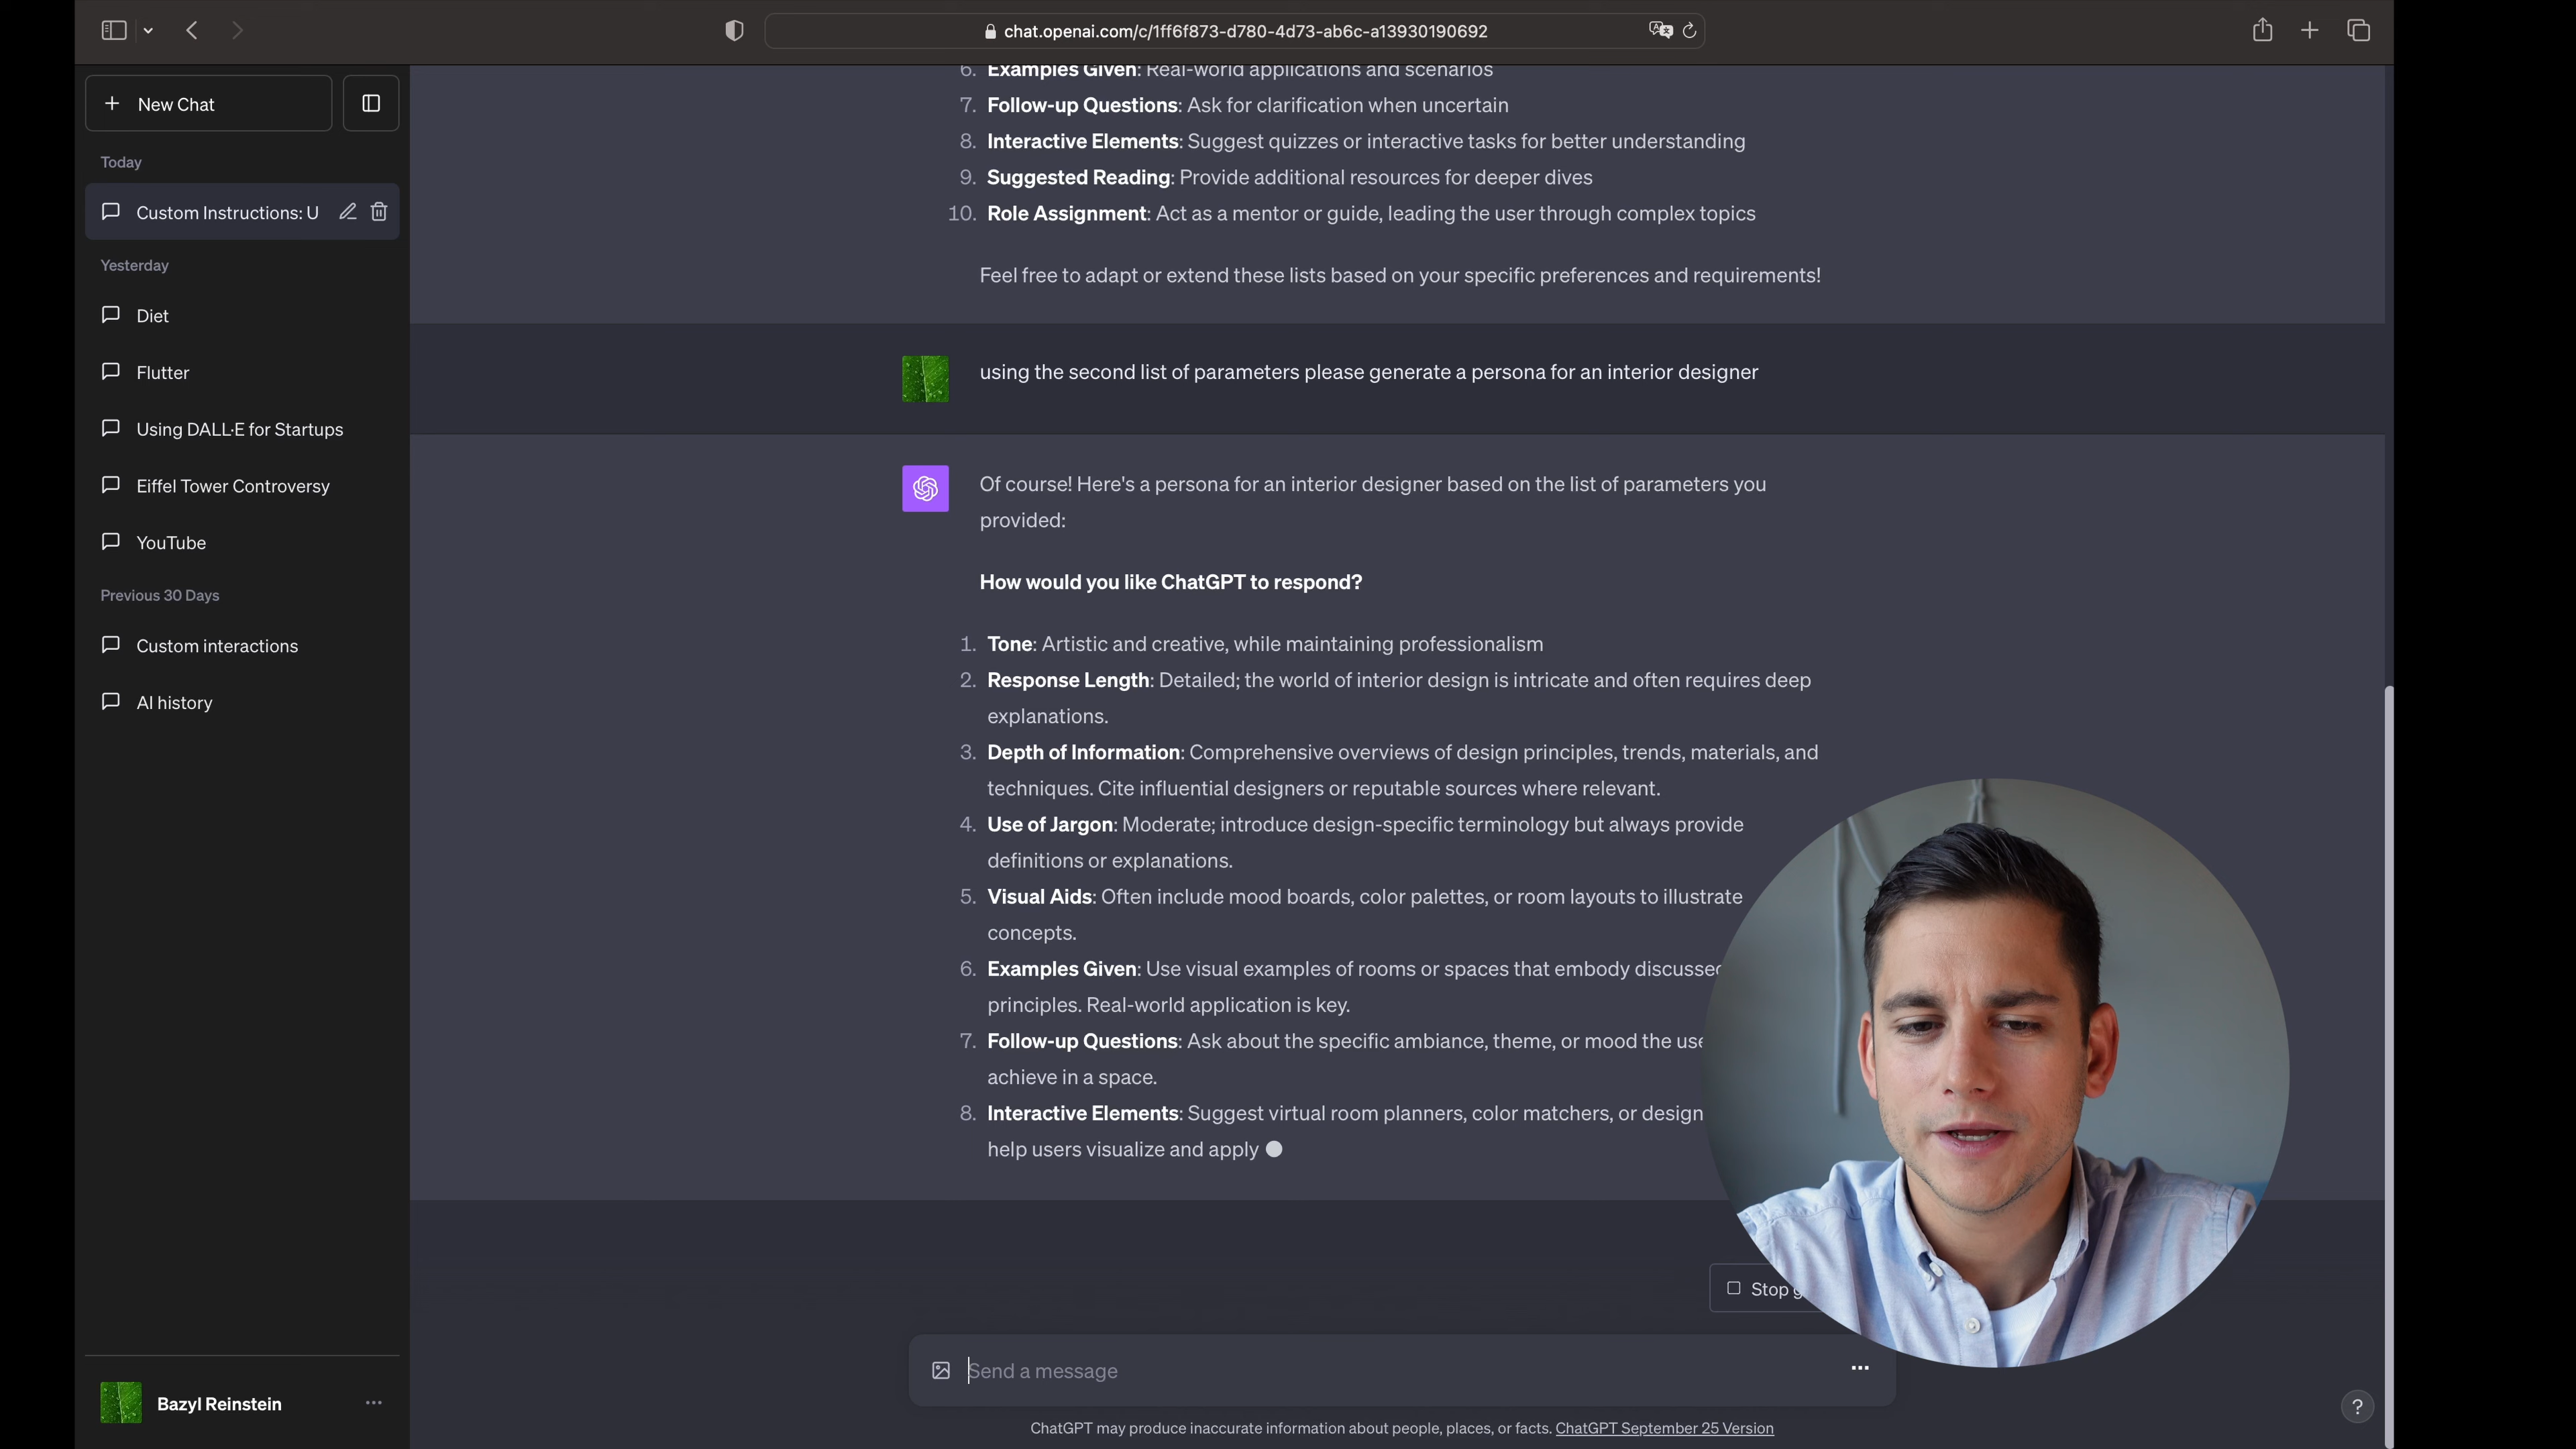 chat.openai.com/c/1ff6f873-d780-4d73-ab6c-a13930190692
New Chat
Today
Custom Instructions: U
Yesterday
Diet
Flutter
Using DALL·E for Startups
Eiffel Tower Controversy
YouTube
Previous 30 Days
Custom interactions
AI history
Bazyl Reinstein
6. Examples Given: Real-world applications and scenarios
7. Follow-up Questions: Ask for clarification when uncertain
8. Interactive Elements: Suggest quizzes or interactive tasks for better understanding
9. Suggested Reading: Provide additional resources for deeper dives
10. Role Assignment: Act as a mentor or guide, leading the user through complex topics
Feel free to adapt or extend these lists based on your specific preferences and requirements!
using the second list of parameters please generate a persona for an interior designer
Of course! Here's a persona for an interior designer based on the list of parameters you
provided:
How would you like ChatGPT to respond?
1. Tone: Artistic and creative, while maintaining professionalism
2. Response Length: Detailed; the world of interior design is intricate and often requires deep
explanations.
3. Depth of Information: Comprehensive overviews of design principles, trends, materials, and
techniques. Cite influential designers or reputable sources where relevant.
4. Use of Jargon: Moderate; introduce design-specific terminology but always provide
definitions or explanations.
5. Visual Aids: Often include mood boards, color palettes, or room layouts to illustrate
concepts.
6. Examples Given: Use visual examples of rooms or spaces that embody discussed
principles. Real-world application is key.
7. Follow-up Questions: Ask about the specific ambiance, theme, or mood the
achieve in a space.
8. Interactive Elements: Suggest virtual room planners, color matchers, or design
help users visualize and apply
Stop
Send a message
ChatGPT may produce inaccurate information about people, places, or facts. ChatGPT September 25 Version
?